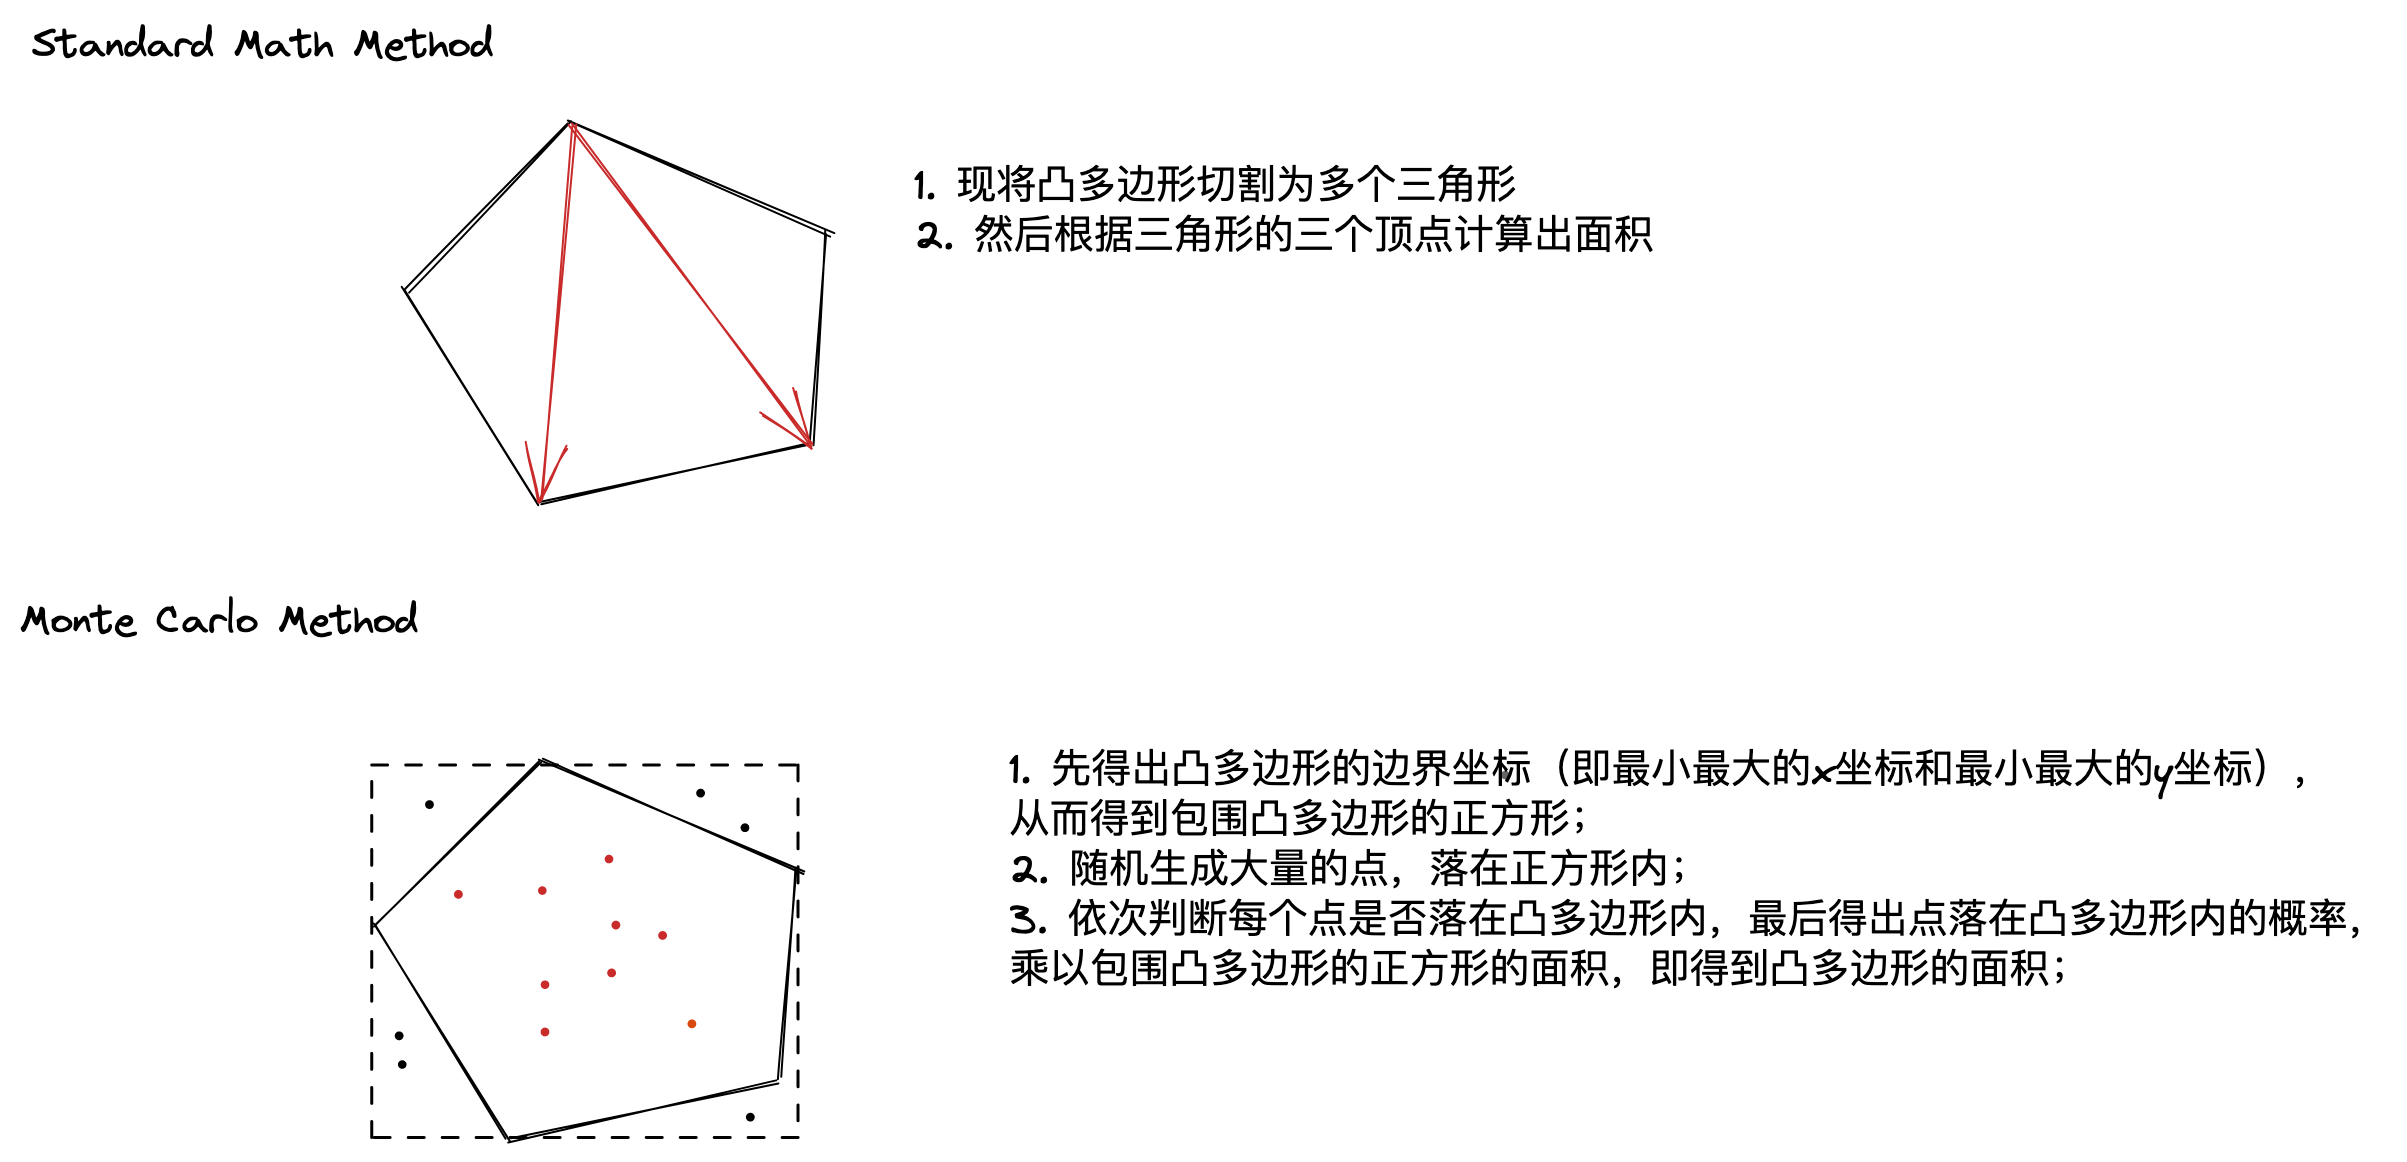 Standard Math Method
1. 现将凸多边形切割为多个三角形
2. 然后根据三角形的三个顶点计算出面积
Monte Carlo Method
1. 先得出凸多边形的边界坐标（即最小最大的x坐标和最小最大的y坐标），
从而得到包围凸多边形的正方形；
2. 随机生成大量的点，落在正方形内；
3. 依次判断每个点是否落在凸多边形内，最后得出点落在凸多边形内的概率，
乘以包围凸多边形的正方形的面积，即得到凸多边形的面积；